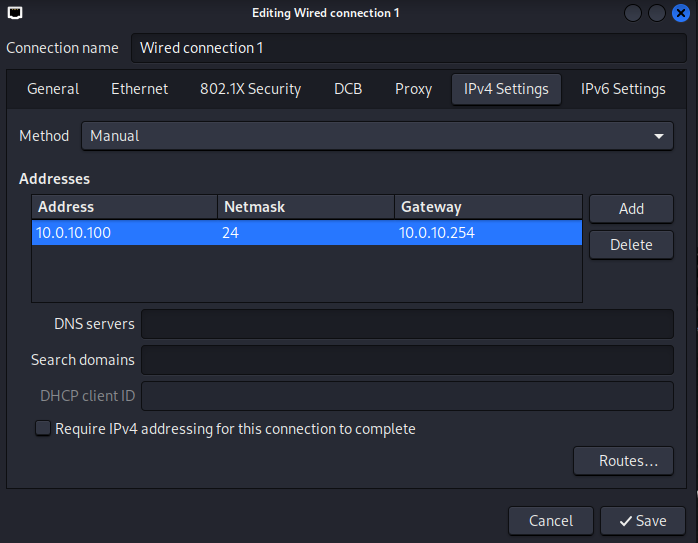 Editing Wired connection 1
Connection name Wired connection 1
General Ethernet 802.1X Security DCB Proxy IPv4 Settings IPv6 Settings
Method Manual
Addresses
Address Netmask Gateway
Add
10.0.10.100 24 10.0.10.254
Delete
DNS servers
Search domains
DHCP client ID
Require IPv4 addressing for this connection to complete
Routes...
Cancel Save